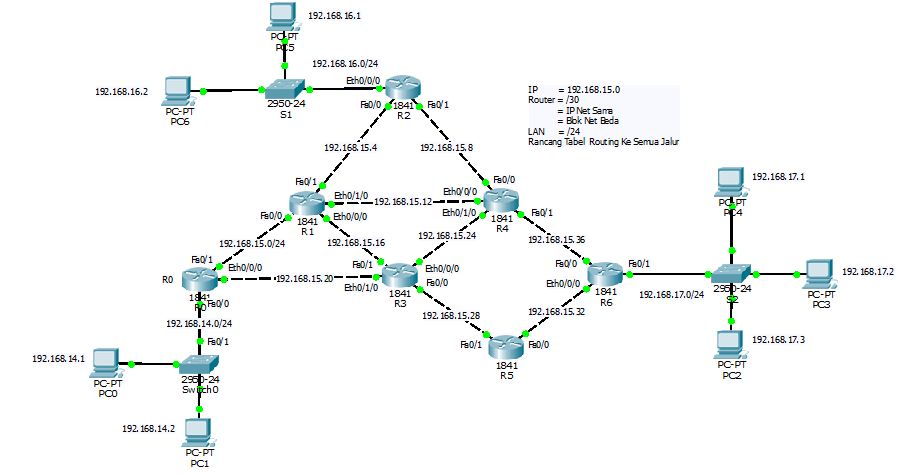 192.168.16.1
PC-PT
PC5
192.168.16.0/24
Eth0/0/0
192.168.16.2
PC-PT
PC6
2950-24
S1
1841
R2
Fa0/0
Fa0/1
IP = 192.168.15.0
Router = /30
= IP Net Sama
= Blok Net Beda
LAN = /24
Rancang Tabel Routing Ke Semua Jalur
192.168.15.4
192.168.15.8
192.168.17.1
PC-PT
PC4
Fa0/1
Fa0/0
Eth0/1/0
192.168.15.12
Eth0/0/0
Fa0/0
1841
R1
Eth0/0/0
Eth0/1/0
1841
R4
Fa0/1
192.168.15.0/24
192.168.15.16
192.168.15.24
192.168.15.36
Fa0/1
Eth0/0/0
R0
1841
R0
192.168.15.20
Fa0/1
Eth0/1/0
Eth0/0/0
Fa0/0
1841
R3
Fa0/0
Fa0/1
Eth0/0/0
1841
R6
192.168.17.0/24
2950-24
S2
192.168.17.2
PC-PT
PC3
Fa0/0
192.168.14.0/24
Fa0/1
192.168.15.28
192.168.15.32
Fa0/1
Fa0/0
1841
R5
192.168.17.3
PC-PT
PC2
192.168.14.1
PC-PT
PC0
2950-24
Switch0
192.168.14.2
PC-PT
PC1